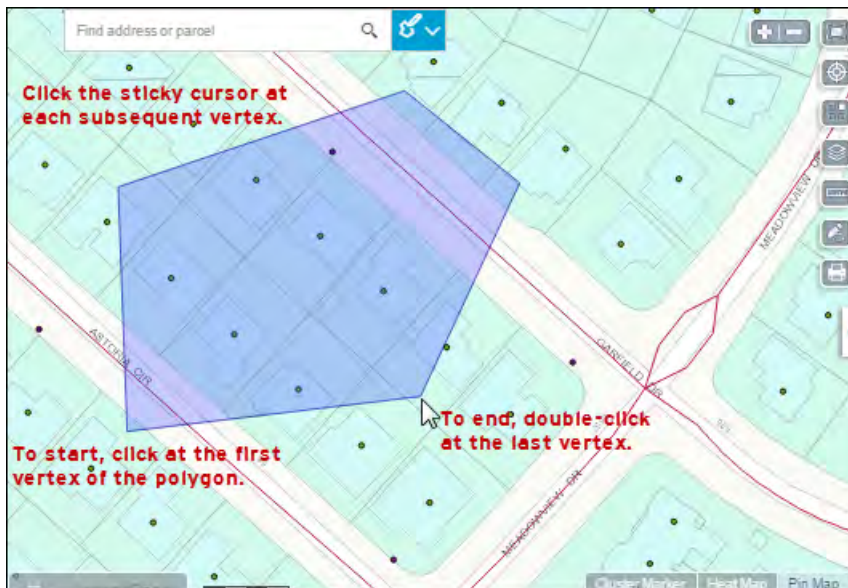 Find address or parcel
Click the sticky cursor at
each subsequent vertex.
MEADOWVIEW DR
ASTORIA CIR
GARFIELD DR
To end, double-click
at the last vertex.
To start, click at the first
vertex of the polygon.
MEADOWVIEW DR
Cluster Marker
Heat Map
Pin Map